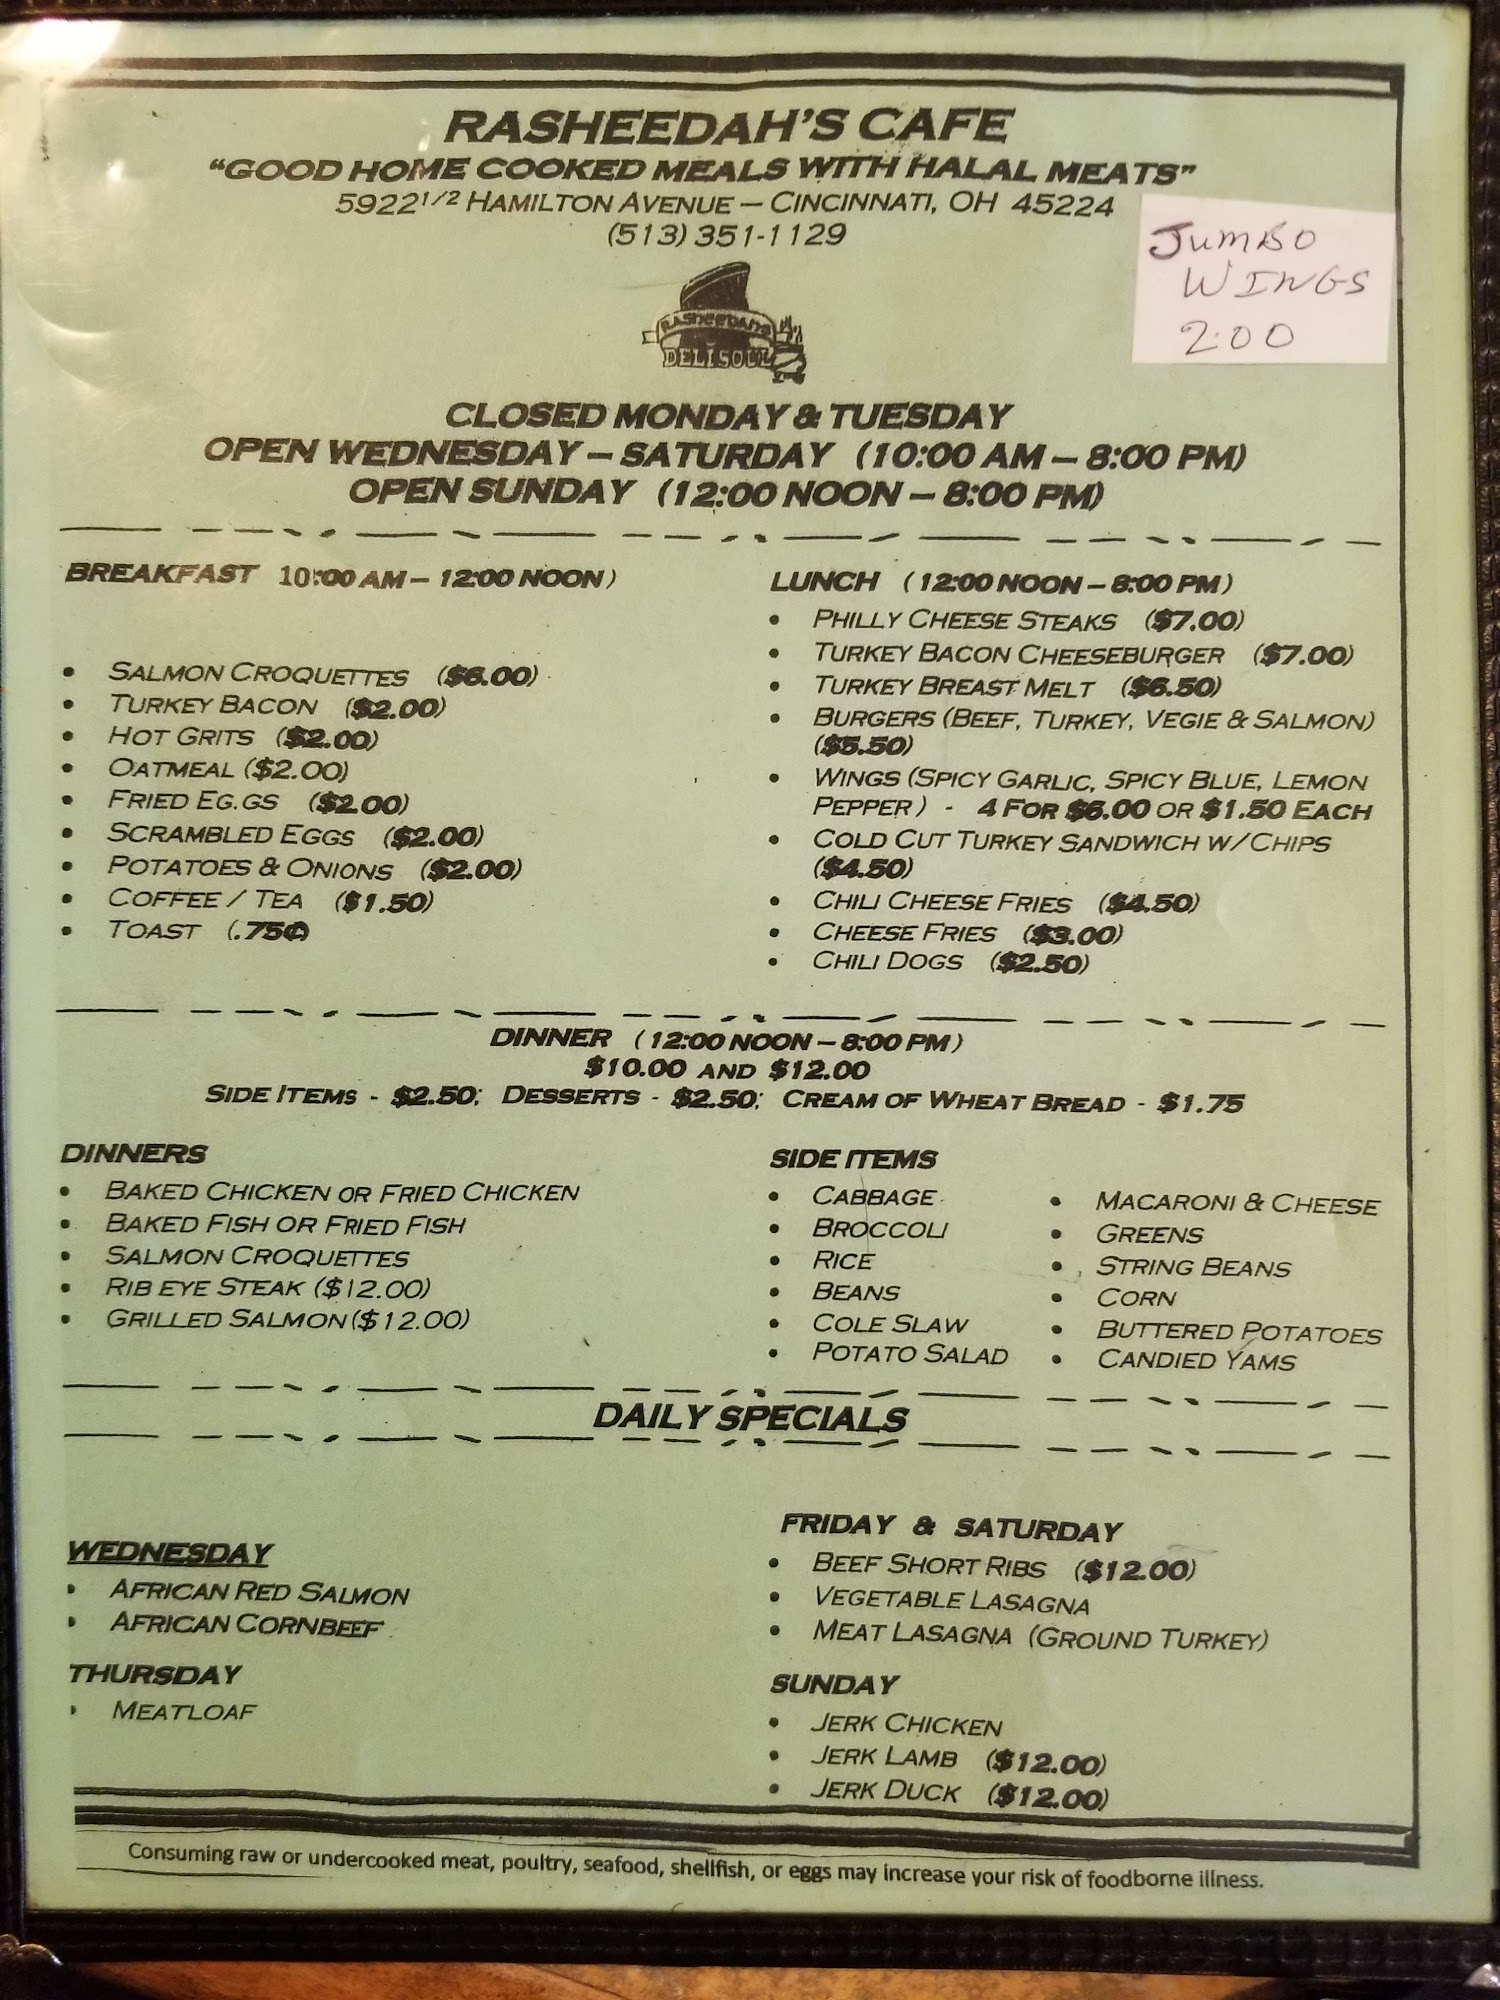 RASHEEDAH'S CAFE
"GOOD HOME COOKED MEALS WITH HALAL MEATS"
5922 1/2 HAMILTON AVENUE – CINCINNATI, OH 45224
(513) 351-1129
JUMBO
WINGS
2.00
RASHEEDAHS
DELISOUL
CLOSED MONDAY & TUESDAY
OPEN WEDNESDAY – SATURDAY (10:00 AM – 8:00 PM)
OPEN SUNDAY (12:00 NOON – 8:00 PM)
BREAKFAST 10:00 AM – 12:00 NOON)
• SALMON CROQUETTES ($6.00)
• TURKEY BACON ($2.00)
• HOT GRITS ($2.00)
• OATMEAL ($2.00)
• FRIED EG.GS ($2.00)
• SCRAMBLED EGGS ($2.00)
• POTATOES & ONIONS ($2.00)
• COFFEE / TEA ($1.50)
• TOAST (.75¢)
LUNCH (12:00 NOON – 8:00 PM)
• PHILLY CHEESE STEAKS ($7.00)
• TURKEY BACON CHEESEBURGER ($7.00)
• TURKEY BREAST MELT ($6.50)
• BURGERS (BEEF, TURKEY, VEGIE & SALMON)
($5.50)
• WINGS (SPICY GARLIC, SPICY BLUE, LEMON
PEPPER ) - 4 FOR $6.00 OR $1.50 EACH
• COLD CUT TURKEY SANDWICH W/CHIPS
($4.50)
• CHILI CHEESE FRIES ($4.50)
• CHEESE FRIES ($3.00)
• CHILI DOGS ($2.50)
DINNER (12:00 NOON – 8:00 PM)
$10.00 AND $12.00
SIDE ITEMS - $2.50; DESSERTS - $2.50; CREAM OF WHEAT BREAD - $1.75
DINNERS
• BAKED CHICKEN OR FRIED CHICKEN
• BAKED FISH OR FRIED FISH
• SALMON CROQUETTES
• RIB EYE STEAK ($12.00)
• GRILLED SALMON ($12.00)
SIDE ITEMS
• CABBAGE
• BROCCOLI
• RICE
• BEANS
• COLE SLAW
• POTATO SALAD
• MACARONI & CHEESE
• GREENS
• STRING BEANS
• CORN
• BUTTERED POTATOES
• CANDIED YAMS
DAILY SPECIALS
WEDNESDAY
• AFRICAN RED SALMON
• AFRICAN CORNBEEF
THURSDAY
• MEATLOAF
FRIDAY & SATURDAY
• BEEF SHORT RIBS ($12.00)
• VEGETABLE LASAGNA
• MEAT LASAGNA (GROUND TURKEY)
SUNDAY
• JERK CHICKEN
• JERK LAMB ($12.00)
• JERK DUCK ($12.00)
Consuming raw or undercooked meat, poultry, seafood, shellfish, or eggs may increase your risk of foodborne illness.